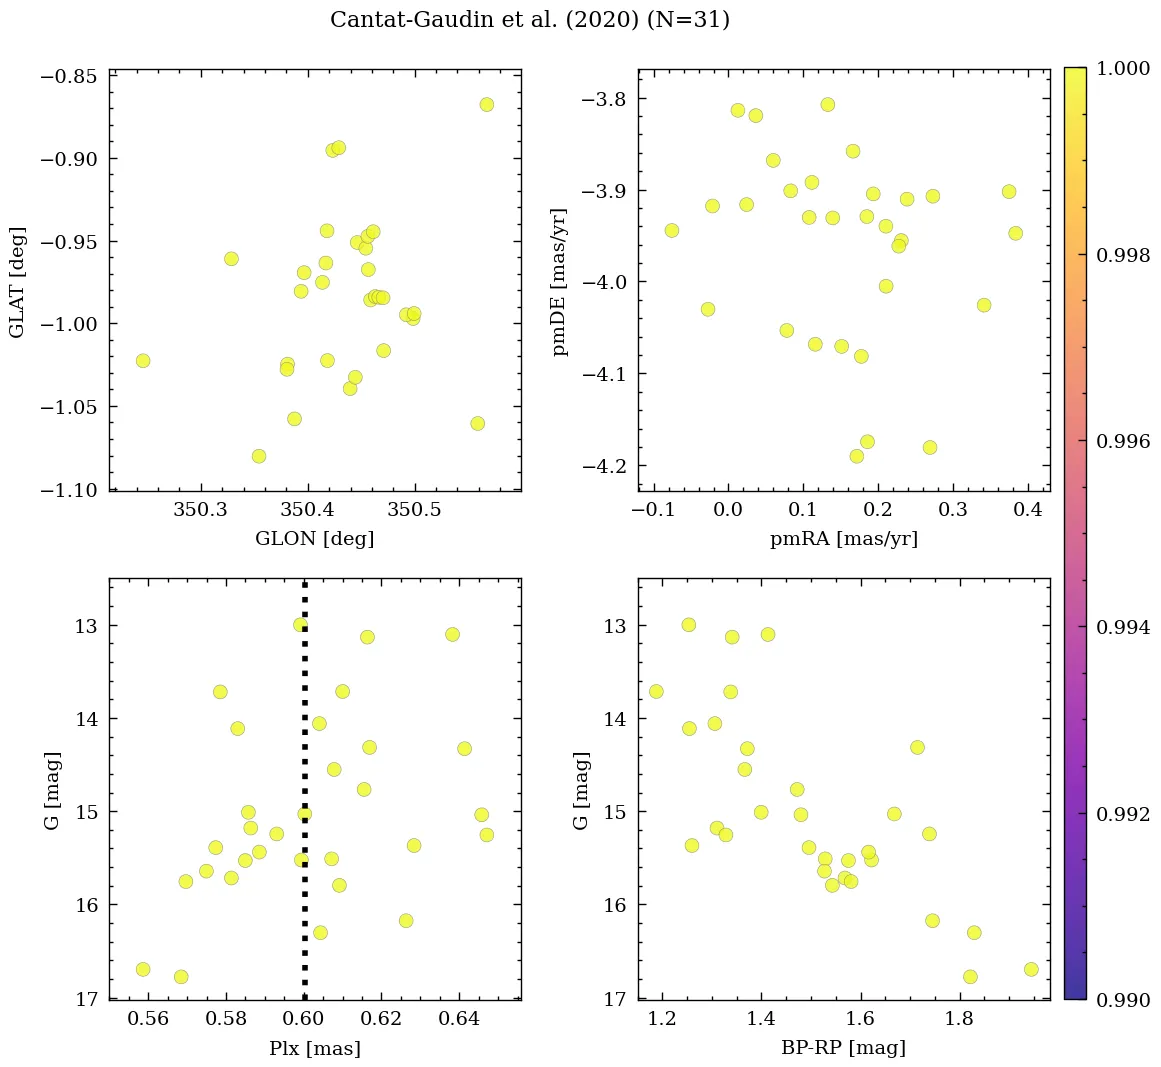 Cantat-Gaudin et al. (2020) (N=31)
−0.85
−0.90
−0.95
−1.00
−1.05
−1.10
GLAT [deg]
350.3 350.4 350.5
GLON [deg]
−3.8
−3.9
−4.0
−4.1
−4.2
pmDE [mas/yr]
−0.1 0.0 0.1 0.2 0.3 0.4
pmRA [mas/yr]
13
14
15
16
17
G [mag]
0.56 0.58 0.60 0.62 0.64
Plx [mas]
13
14
15
16
17
G [mag]
1.2 1.4 1.6 1.8
BP-RP [mag]
1.000
0.998
0.996
0.994
0.992
0.990